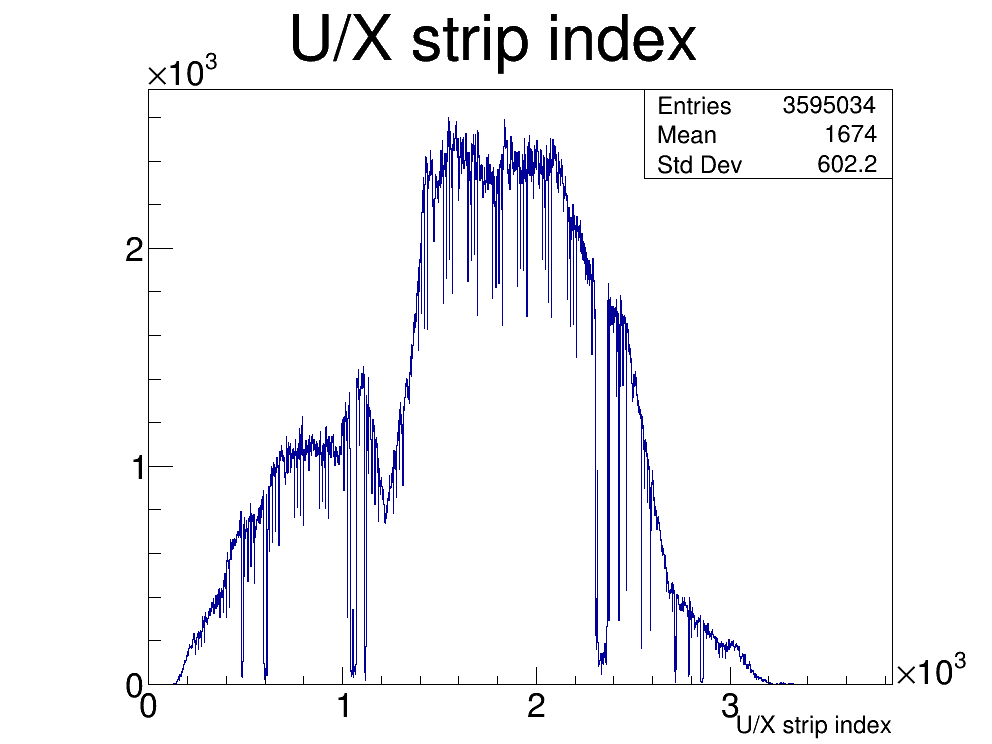 U/X strip index
×10³
Entries 3595034
Mean 1674
Std Dev 602.2
2
1
0
0 1 2 3
×10³
U/X strip index